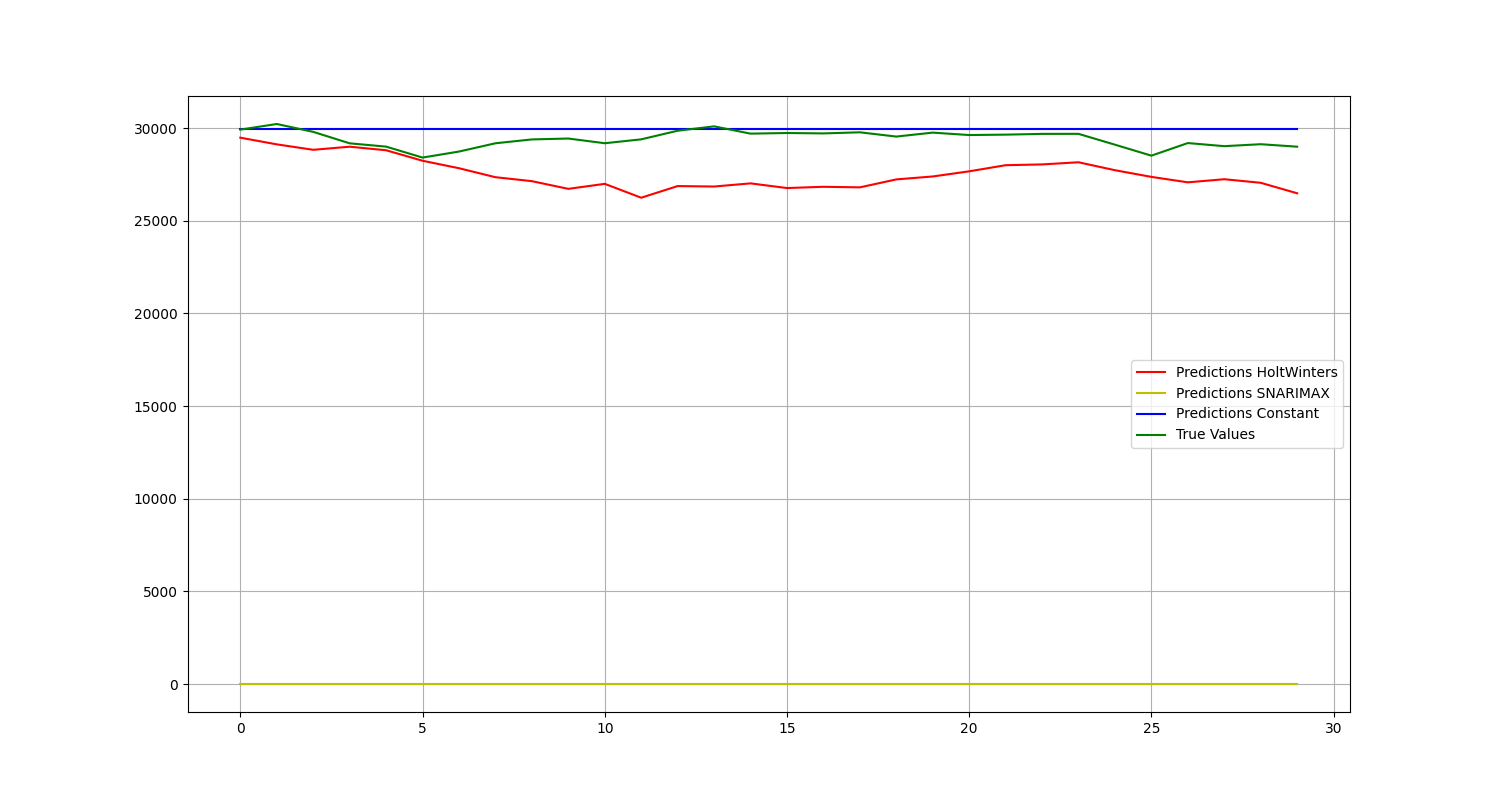 30000
25000
20000
15000
10000
5000
0
Predictions HoltWinters
Predictions SNARIMAX
Predictions Constant
True Values
0 5 10 15 20 25 30